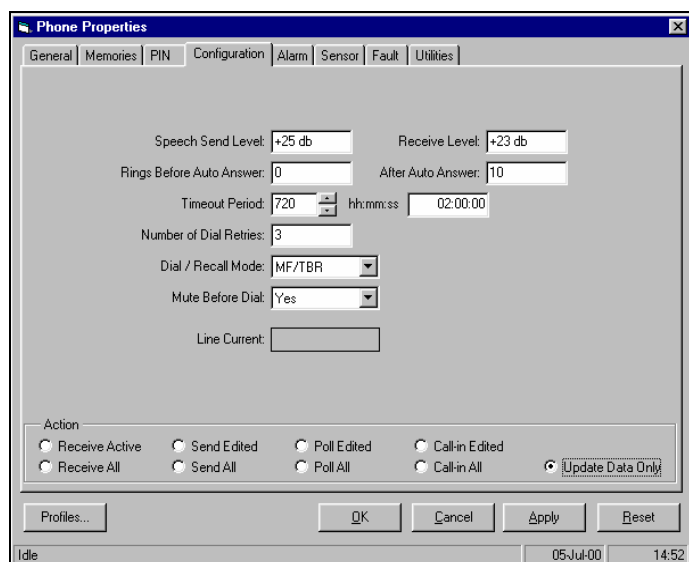 Phone Properties
General Memories PIN Configuration Alarm Sensor Fault Utilities
Speech Send Level: +25 db Receive Level: +23 db
Rings Before Auto Answer: 0 After Auto Answer: 10
Timeout Period: 720 hh:mm:ss 02:00:00
Number of Dial Retries: 3
Dial / Recall Mode: MF/TBR
Mute Before Dial: Yes
Line Current:
Action
Receive Active Send Edited Poll Edited Call-in Edited
Receive All Send All Poll All Call-in All Update Data Only
Profiles... OK Cancel Apply Reset
Idle 05-Jul-00 14:52